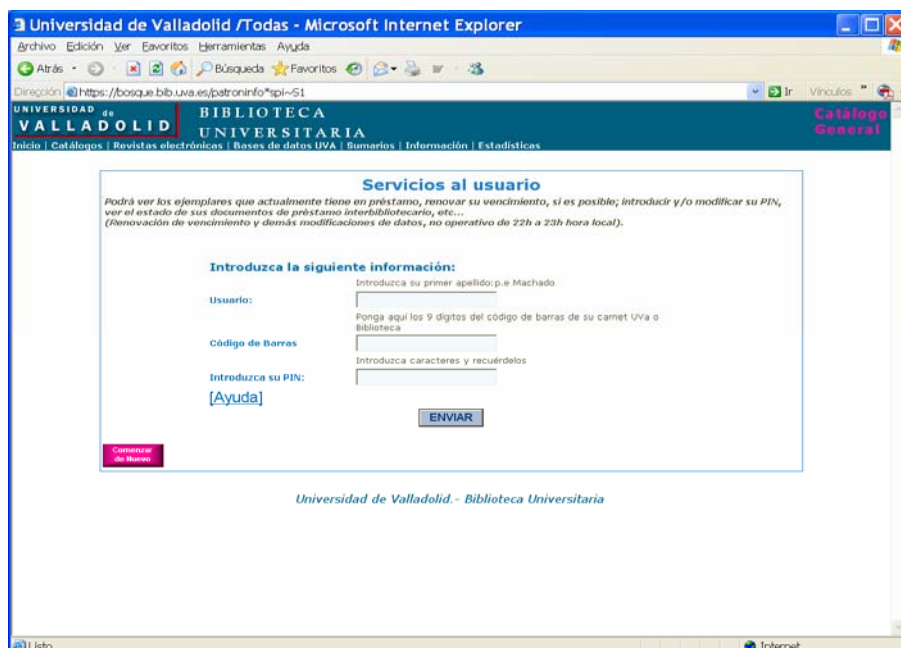 Universidad de Valladolid /Todas - Microsoft Internet Explorer
Archivo Edición Ver Favoritos Herramientas Ayuda
Atrás Búsqueda Favoritos
Dirección https://bosque.bib.uva.es/patroninfo*spi~S1 Ir Vínculos »
UNIVERSIDAD de VALLADOLID
BIBLIOTECA
UNIVERSITARIA
Catálogo
General
Inicio | Catálogos | Revistas electrónicas | Bases de datos UVA | Sumarios | Información | Estadísticas
Servicios al usuario
Podrá ver los ejemplares que actualmente tiene en préstamo, renovar su vencimiento, si es posible; introducir y/o modificar su PIN,
ver el estado de sus documentos de préstamo interbibliotecario, etc...
(Renovación de vencimiento y demás modificaciones de datos, no operativo de 22h a 23h hora local).
Introduzca la siguiente información:
Introduzca su primer apellido:p.e Machado
Usuario:
Ponga aquí los 9 dígitos del código de barras de su carnet UVa o
Biblioteca
Código de Barras
Introduzca caracteres y recuérdelos
Introduzca su PIN:
[Ayuda]
ENVIAR
Comenzar
de Nuevo
Universidad de Valladolid.- Biblioteca Universitaria
Listo Internet